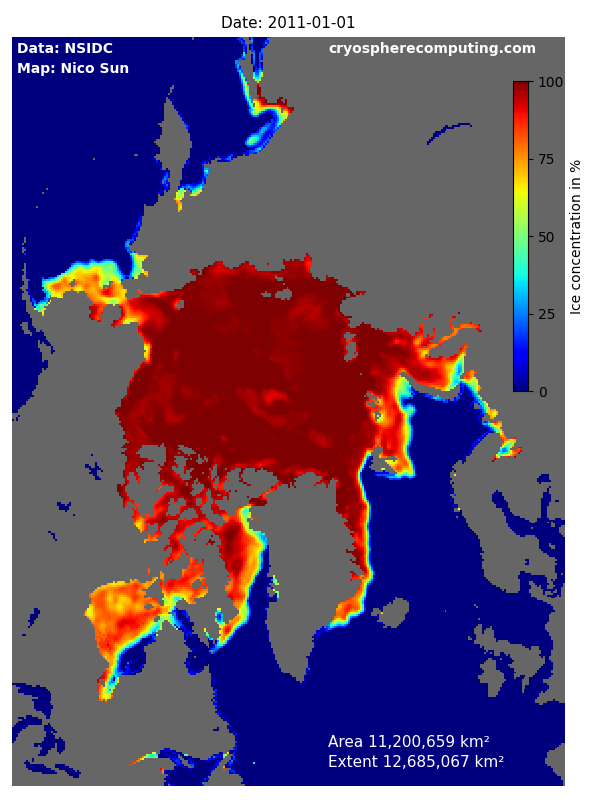 Date: 2011-01-01
Data: NSIDC
Map: Nico Sun
cryospherecomputing.com
100
75
50
25
0
Ice concentration in %
Area 11,200,659 km²
Extent 12,685,067 km²